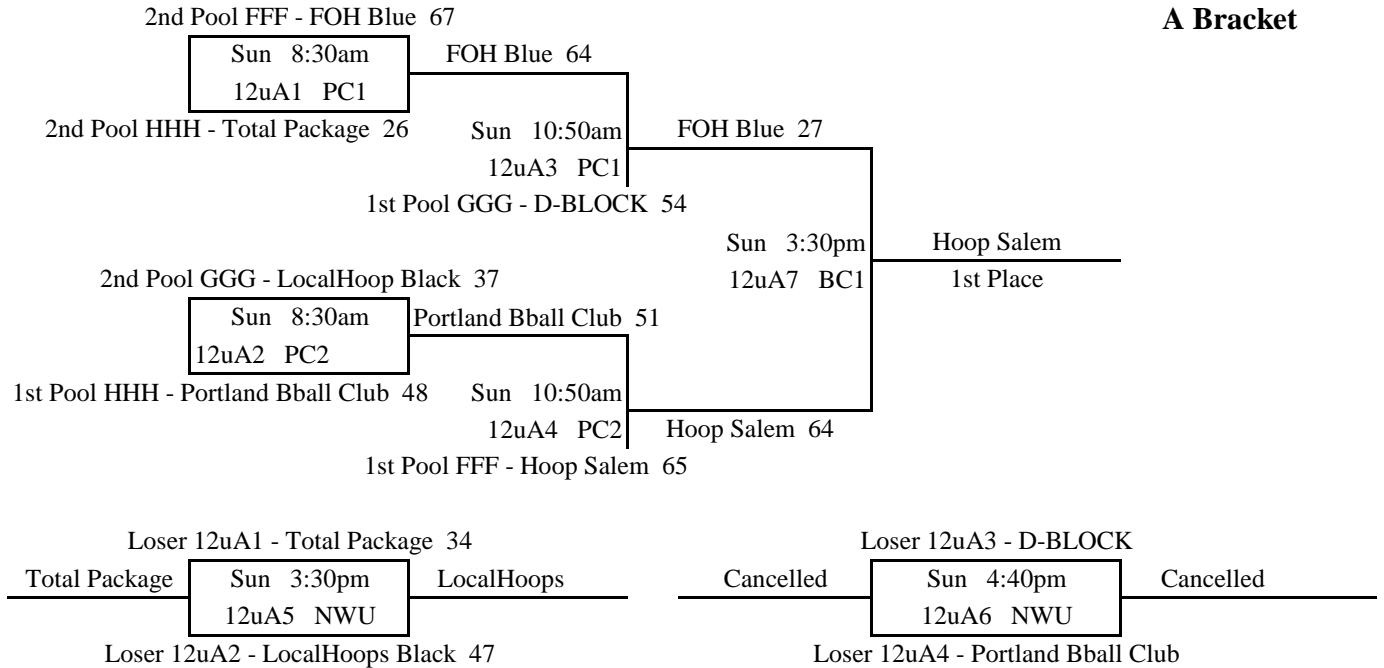 A Bracket
2nd Pool FFF - FOH Blue 67
Sun 8:30am
12uA1 PC1
FOH Blue 64
2nd Pool HHH - Total Package 26
Sun 10:50am
12uA3 PC1
FOH Blue 27
1st Pool GGG - D-BLOCK 54
Sun 3:30pm
12uA7 BC1
Hoop Salem
1st Place
2nd Pool GGG - LocalHoop Black 37
Sun 8:30am
12uA2 PC2
Portland Bball Club 51
1st Pool HHH - Portland Bball Club 48
Sun 10:50am
12uA4 PC2
Hoop Salem 64
1st Pool FFF - Hoop Salem 65
Loser 12uA1 - Total Package 34
Total Package
Sun 3:30pm
12uA5 NWU
LocalHoops
Loser 12uA2 - LocalHoops Black 47
Loser 12uA3 - D-BLOCK
Cancelled
Sun 4:40pm
12uA6 NWU
Cancelled
Loser 12uA4 - Portland Bball Club